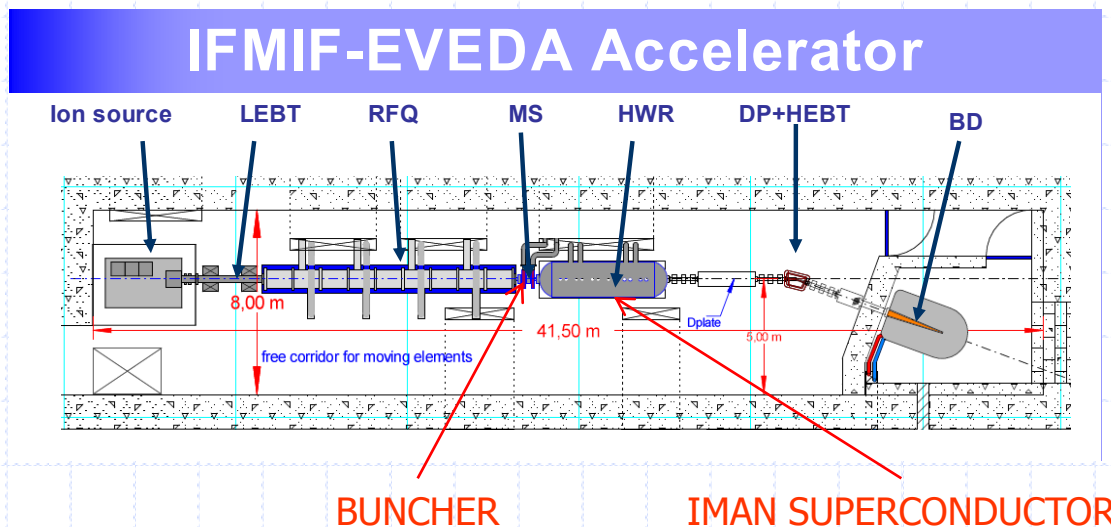 IFMIF-EVEDA Accelerator
Ion source LEBT RFQ MS HWR DP+HEBT BD
8,00 m
41,50 m
Dplate
5,00 m
free corridor for moving elements
BUNCHER IMAN SUPERCONDUCTOR